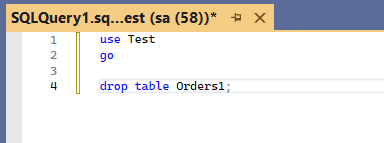 SQLQuery1.sq...est (sa (58))*
1 use Test
2 go
3
4 drop table Orders1;